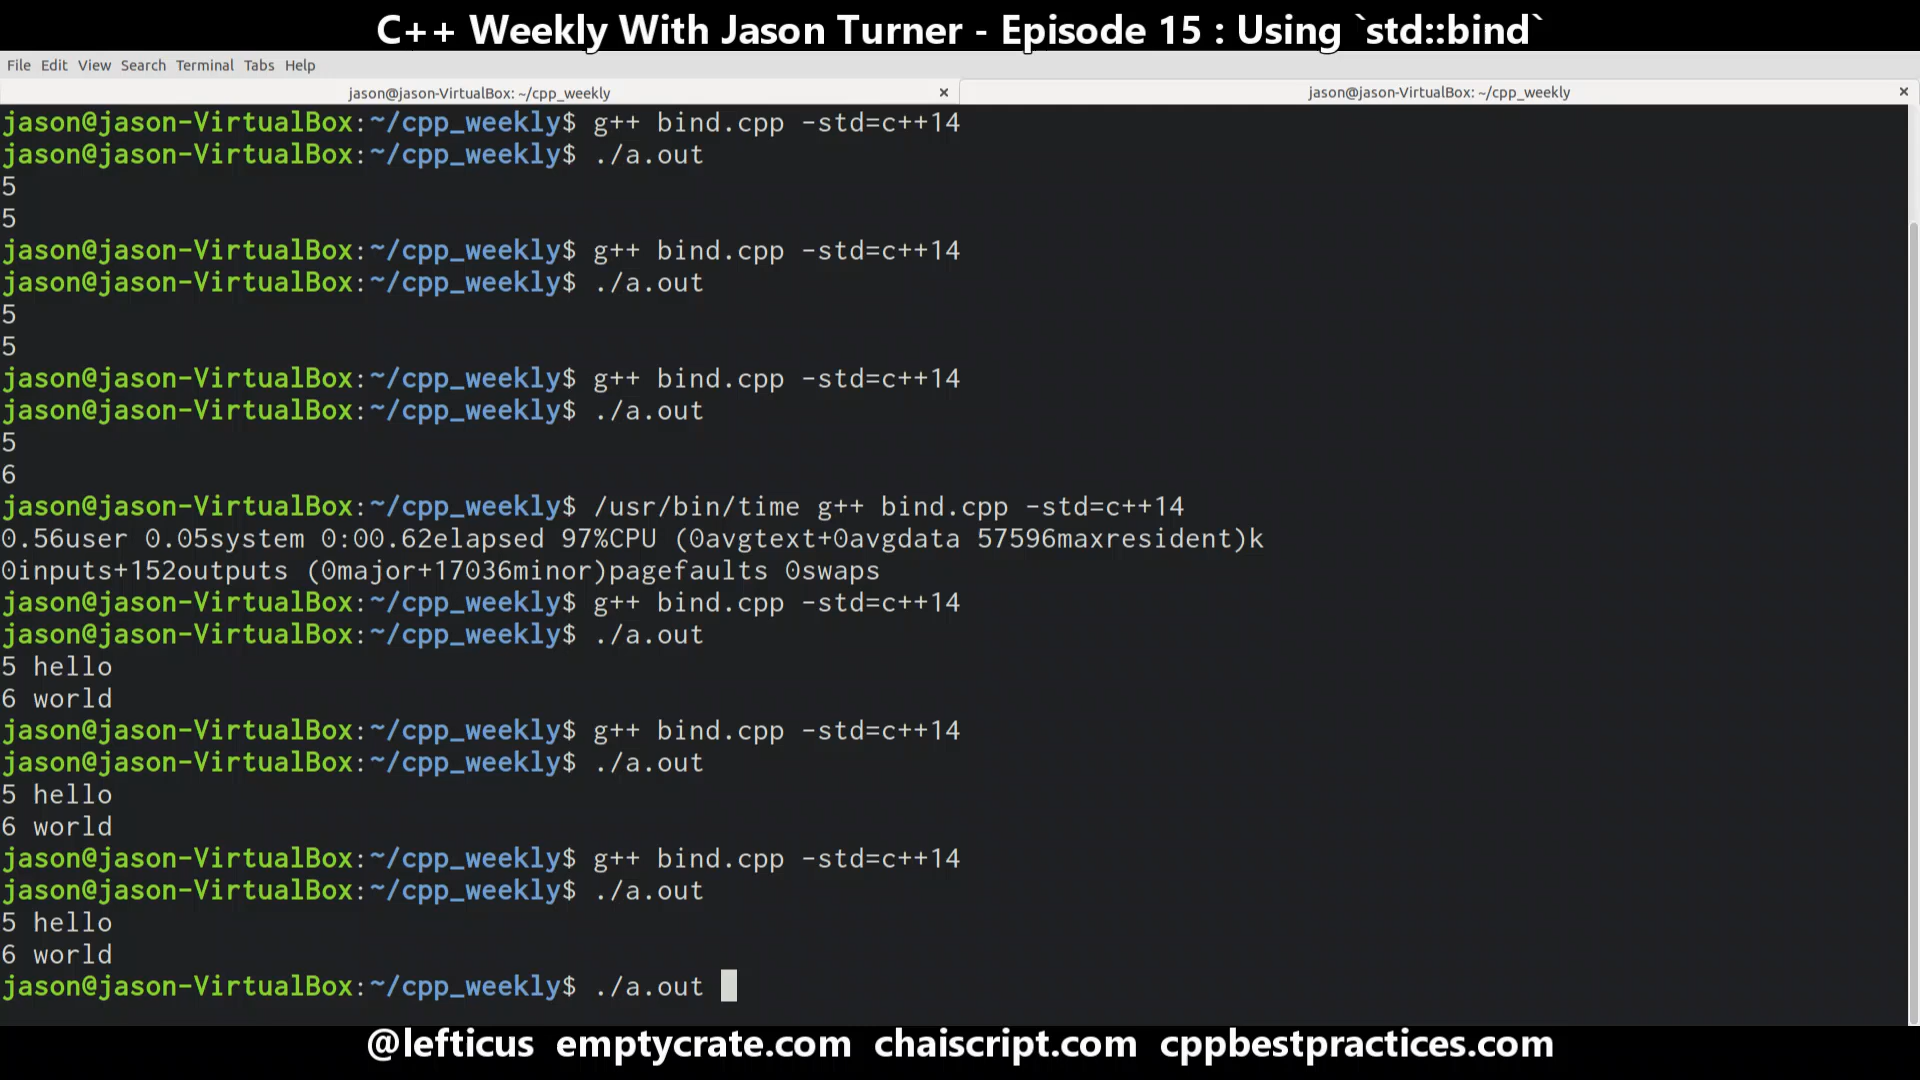 C++ Weekly With Jason Turner - Episode 15 : Using `std::bind`
File Edit View Search Terminal Tabs Help
jason@jason-VirtualBox: ~/cpp_weekly × jason@jason-VirtualBox: ~/cpp_weekly ×
jason@jason-VirtualBox:~/cpp_weekly$ g++ bind.cpp -std=c++14
jason@jason-VirtualBox:~/cpp_weekly$ ./a.out
5
5
jason@jason-VirtualBox:~/cpp_weekly$ g++ bind.cpp -std=c++14
jason@jason-VirtualBox:~/cpp_weekly$ ./a.out
5
5
jason@jason-VirtualBox:~/cpp_weekly$ g++ bind.cpp -std=c++14
jason@jason-VirtualBox:~/cpp_weekly$ ./a.out
5
6
jason@jason-VirtualBox:~/cpp_weekly$ /usr/bin/time g++ bind.cpp -std=c++14
0.56user 0.05system 0:00.62elapsed 97%CPU (0avgtext+0avgdata 57596maxresident)k
0inputs+152outputs (0major+17036minor)pagefaults 0swaps
jason@jason-VirtualBox:~/cpp_weekly$ g++ bind.cpp -std=c++14
jason@jason-VirtualBox:~/cpp_weekly$ ./a.out
5 hello
6 world
jason@jason-VirtualBox:~/cpp_weekly$ g++ bind.cpp -std=c++14
jason@jason-VirtualBox:~/cpp_weekly$ ./a.out
5 hello
6 world
jason@jason-VirtualBox:~/cpp_weekly$ g++ bind.cpp -std=c++14
jason@jason-VirtualBox:~/cpp_weekly$ ./a.out
5 hello
6 world
jason@jason-VirtualBox:~/cpp_weekly$ ./a.out
@lefticus emptycrate.com chaiscript.com cppbestpractices.com